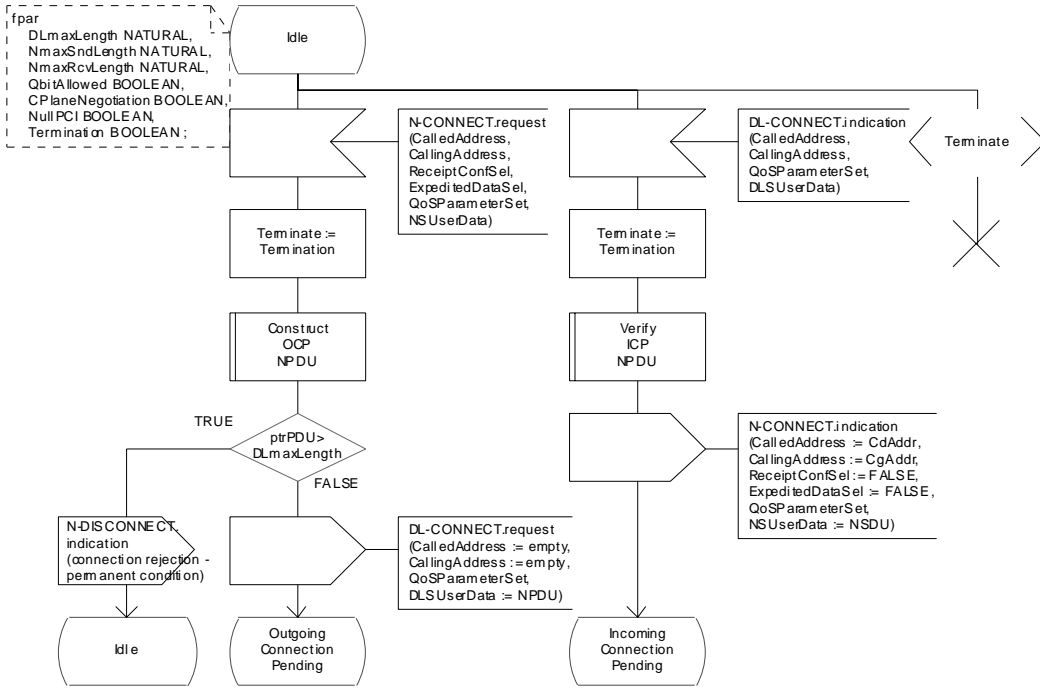 fpar
DLmaxLength NATURAL,
NmaxSndLength NATURAL,
NmaxRcvLength NATURAL,
QbitAllowed BOOLEAN,
CPlaneNegotiation BOOLEAN,
NullPCI BOOLEAN,
Termination BOOLEAN ;
Idle
N-CONNECT.request
(CalledAddress,
CallingAddress,
ReceiptConfSel,
ExpeditedDataSel,
QoSParameterSet,
NSUserData)
DL-CONNECT.indication
(CalledAddress,
CallingAddress,
QoSParameterSet,
DLSUserData)
Terminate
Terminate :=
Termination
Terminate :=
Termination
Construct
OCP
NPDU
Verify
ICP
NPDU
TRUE
ptrPDU>
DLmaxLength
FALSE
N-CONNECT.indication
(CalledAddress := CdAddr,
CallingAddress := CgAddr,
ReceiptConfSel := FALSE,
ExpeditedDataSel := FALSE,
QoSParameterSet,
NSUserData := NSDU)
N-DISCONNECT.
indication
(connection rejection -
permanent condition)
DL-CONNECT.request
(CalledAddress := empty,
CallingAddress := empty,
QoSParameterSet,
DLSUserData := NPDU)
Idle
Outgoing
Connection
Pending
Incoming
Connection
Pending